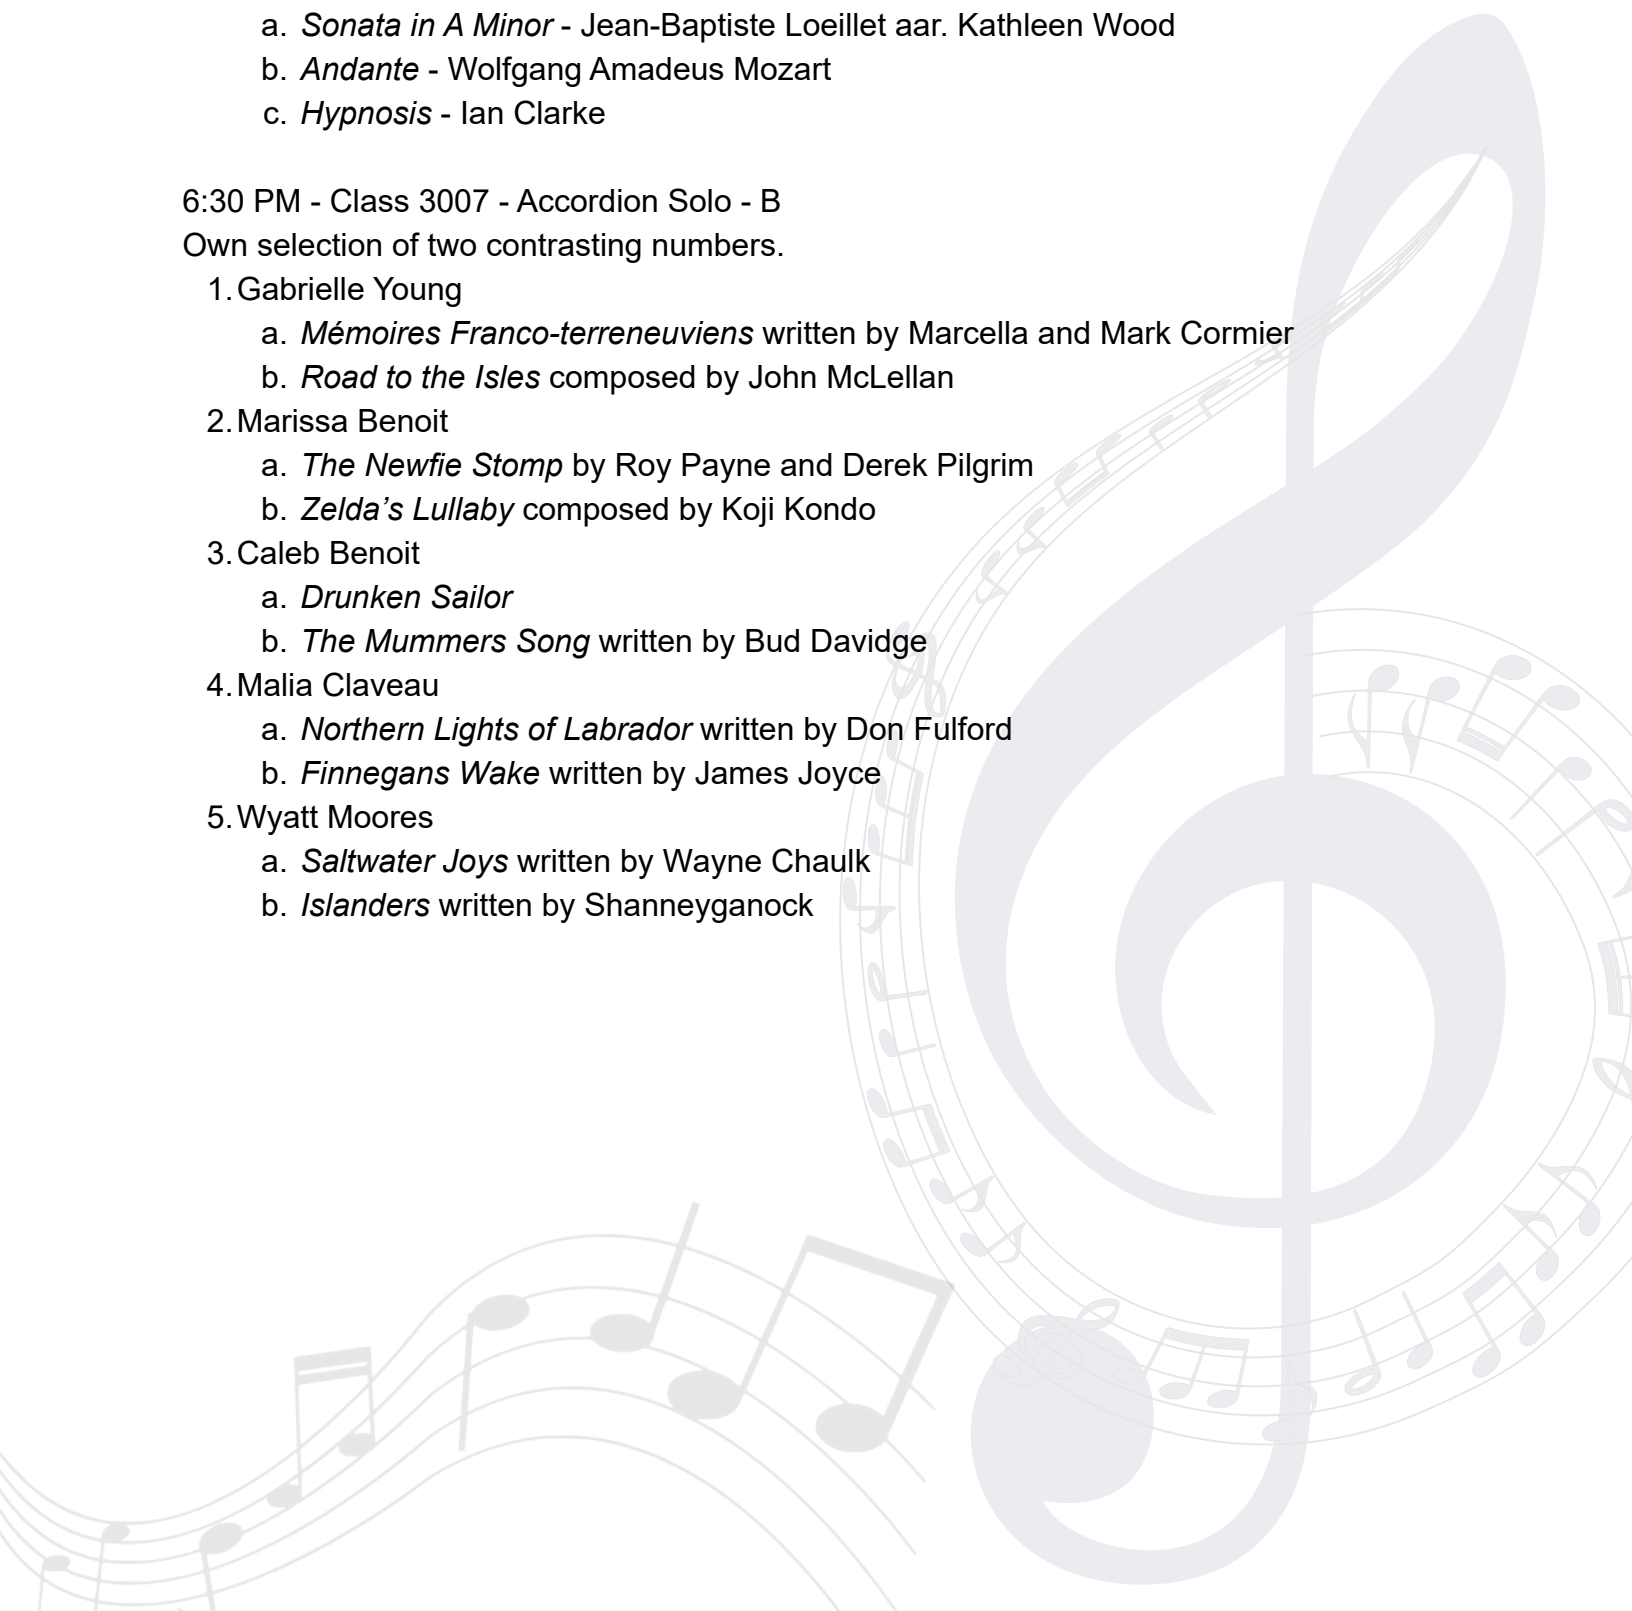 a. Sonata in A Minor - Jean-Baptiste Loeillet aar. Kathleen Wood
b. Andante - Wolfgang Amadeus Mozart
c. Hypnosis - Ian Clarke
6:30 PM - Class 3007 - Accordion Solo - B
Own selection of two contrasting numbers.
1. Gabrielle Young
a. Mémoires Franco-terreneuviens written by Marcella and Mark Cormier
b. Road to the Isles composed by John McLellan
2. Marissa Benoit
a. The Newfie Stomp by Roy Payne and Derek Pilgrim
b. Zelda’s Lullaby composed by Koji Kondo
3. Caleb Benoit
a. Drunken Sailor
b. The Mummers Song written by Bud Davidge
4. Malia Claveau
a. Northern Lights of Labrador written by Don Fulford
b. Finnegans Wake written by James Joyce
5. Wyatt Moores
a. Saltwater Joys written by Wayne Chaulk
b. Islanders written by Shanneyganock